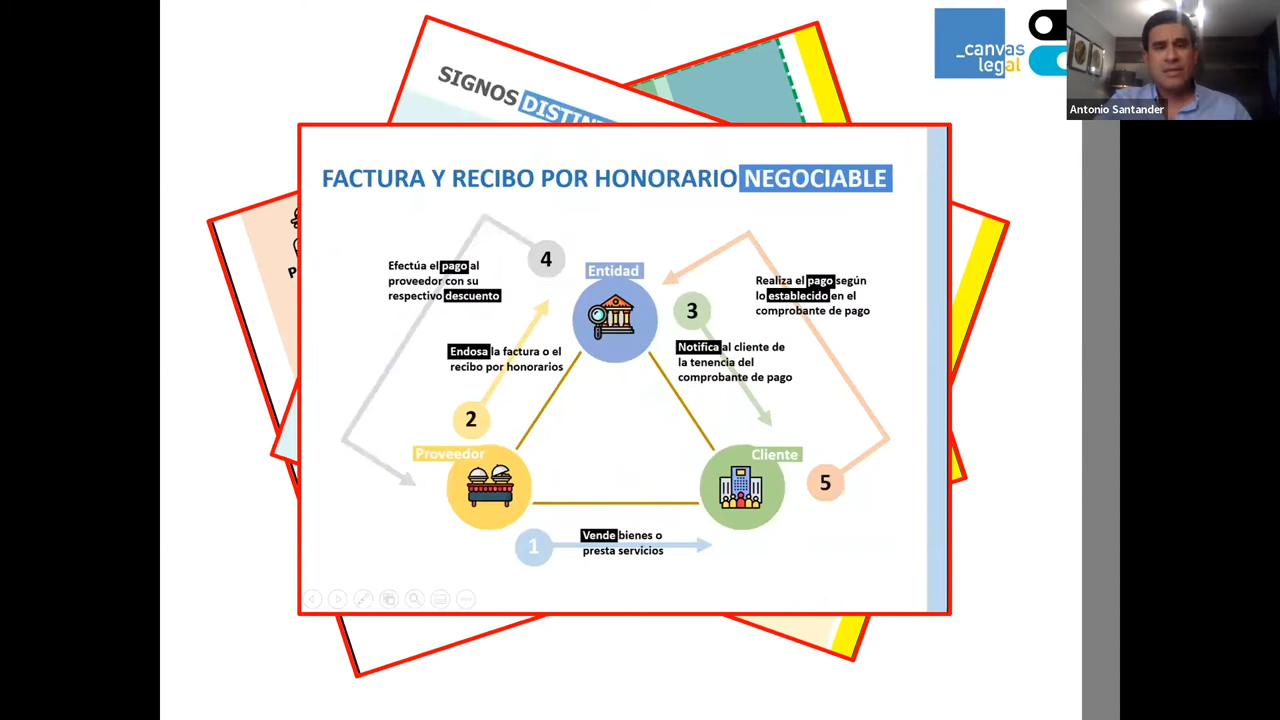 _canvas
legal
Antonio Santander
SIGNOS
FACTURA Y RECIBO POR HONORARIO NEGOCIABLE
4
Efectúa el pago al
proveedor con su
respectivo descuento
Entidad
Realiza el pago según
lo establecido en el
comprobante de pago
3
Endosa la factura o el
recibo por honorarios
Notifica al cliente de
la tenencia del
comprobante de pago
2
Proveedor
Cliente
5
1
Vende bienes o
presta servicios